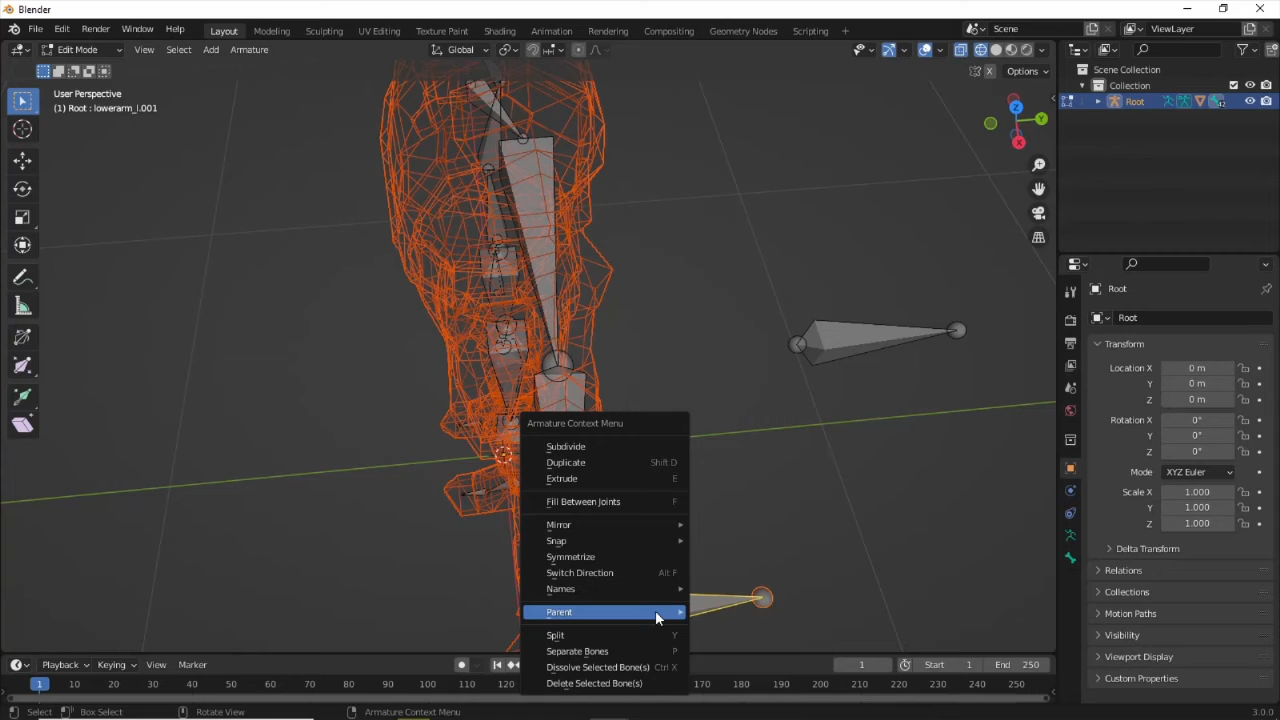 Blender
File Edit Render Window Help
Layout Modeling Sculpting UV Editing Texture Paint Shading Animation Rendering Compositing Geometry Nodes Scripting +
Scene ViewLayer
Edit Mode View Select Add Armature
Global
X Options
User Perspective
(1) Root : lowerarm_l.001
Z
Y
X
Scene Collection
Collection
Root 42
Root
Root
Transform
Location X 0 m
Y 0 m
Z 0 m
Rotation X 0°
Y 0°
Z 0°
Mode XYZ Euler
Scale X 1.000
Y 1.000
Z 1.000
Delta Transform
Relations
Collections
Motion Paths
Visibility
Viewport Display
Custom Properties
Armature Context Menu
Subdivide
Duplicate Shift D
Extrude E
Fill Between Joints F
Mirror
Snap
Symmetrize
Switch Direction Alt F
Names
Parent
Split Y
Separate Bones P
Dissolve Selected Bone(s) Ctrl X
Delete Selected Bone(s)
Playback Keying View Marker
1 Start 1 End 250
1 10 20 30 40 50 60 70 80 90 100 110 120 170 180 190 200 210 220 230 240 250
Select Box Select Rotate View Armature Context Menu 3.0.0